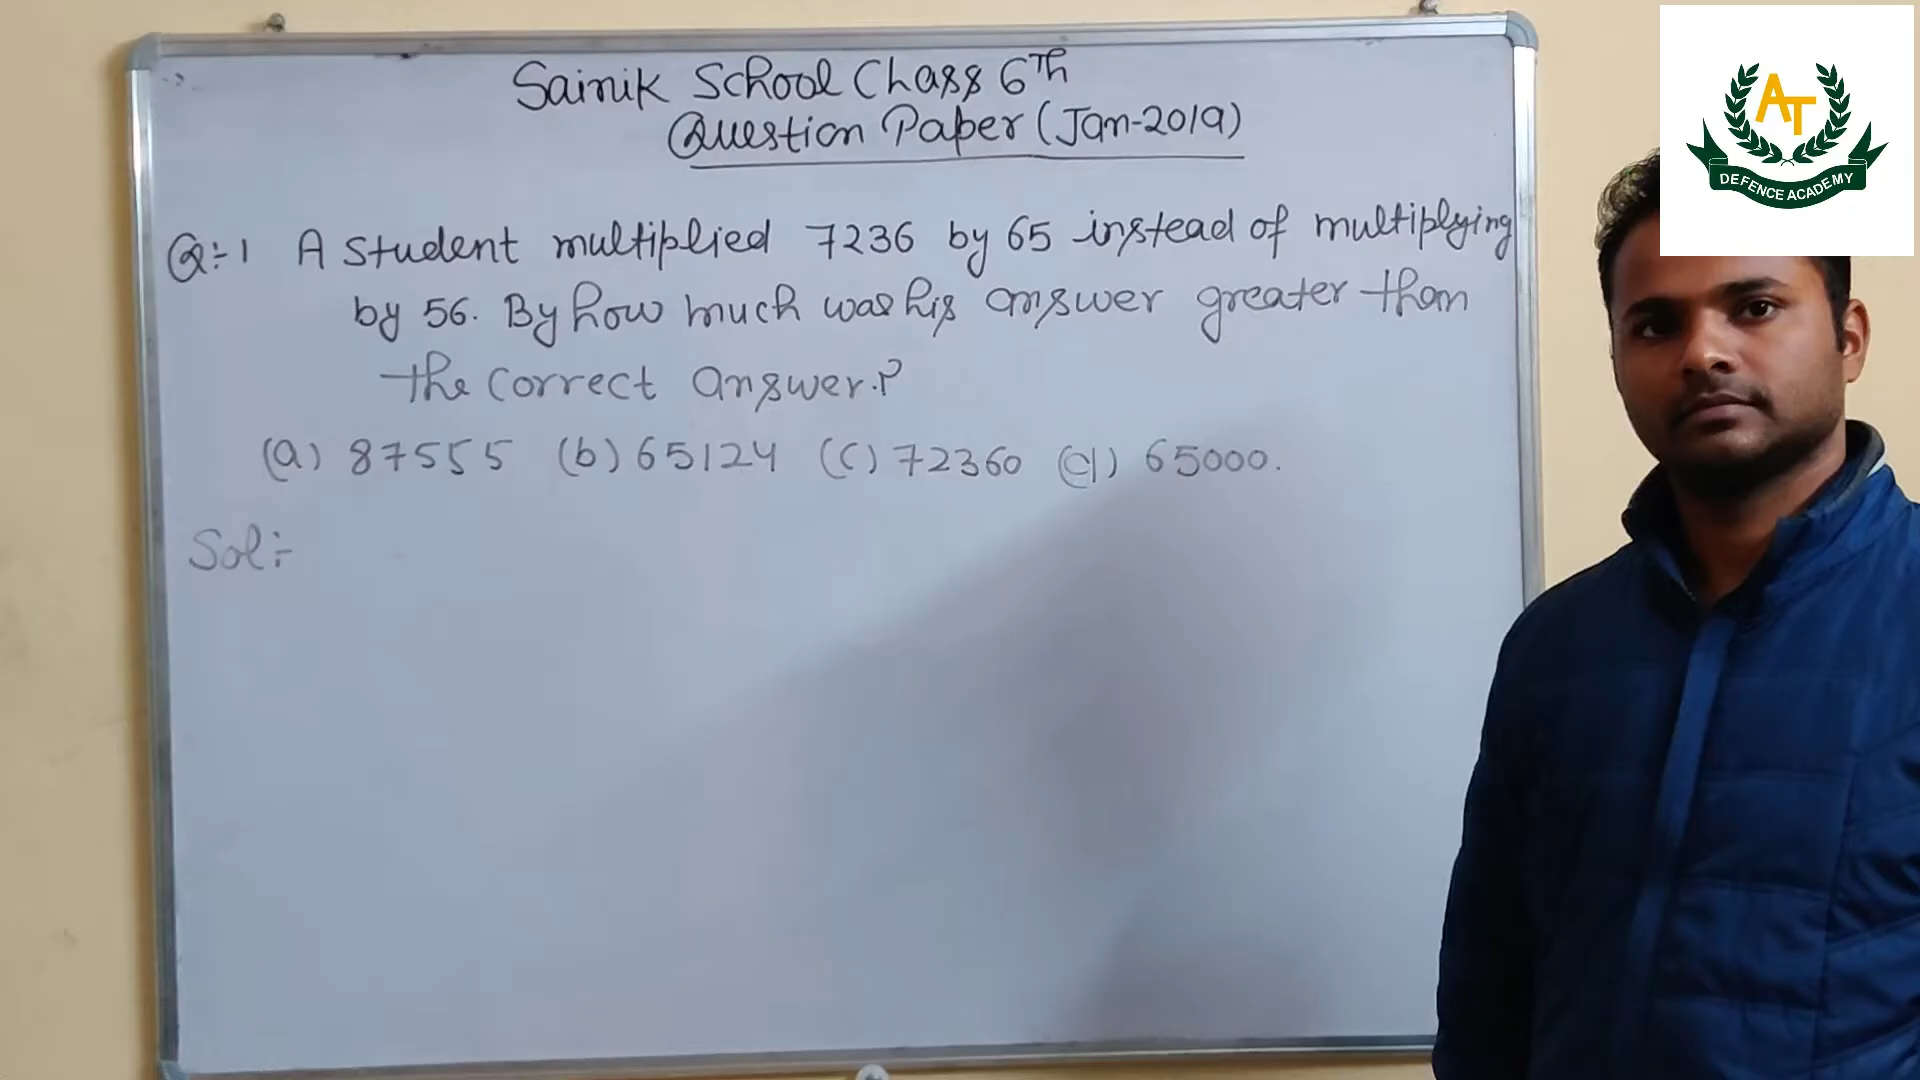 Sainik School Class 6Th
Question Paper (Jan-2019)
Q:-1 A student multiplied 7236 by 65 instead of multiplying
by 56. By how much was his answer greater than
the correct answer.?
(a) 87555 (b) 65124 (c) 72360 (d) 65000.
Sol:-
AT
DEFENCE ACADEMY